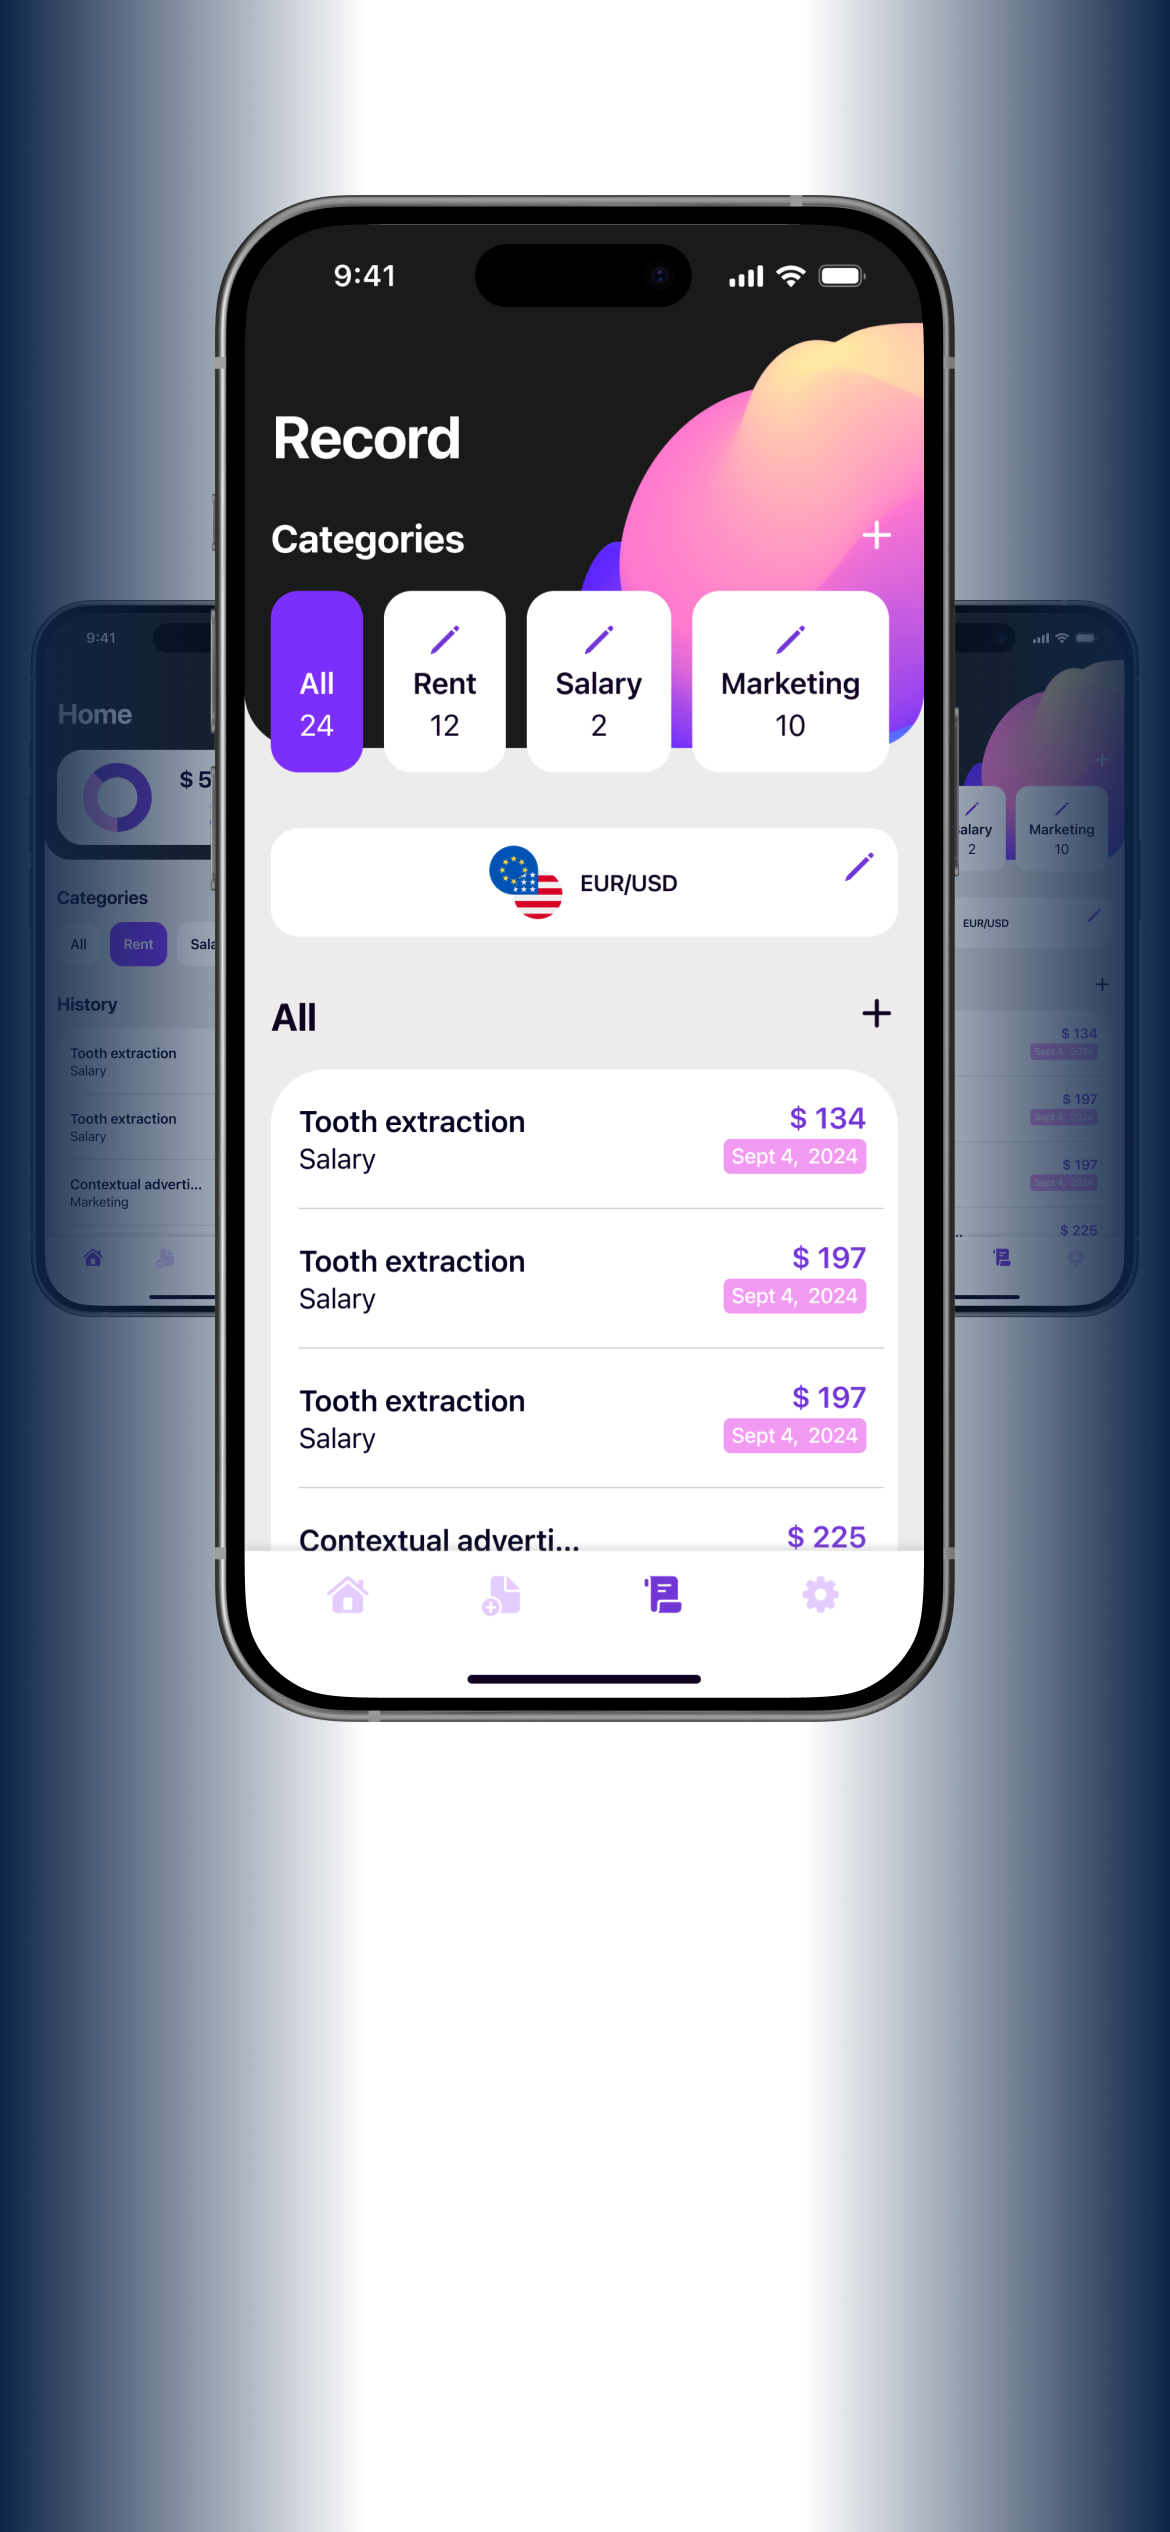 9:41
Record
Categories
All
24
Rent
12
Salary
2
Marketing
10
EUR/USD
All
Tooth extraction
$ 134
Salary
Sept 4, 2024
Tooth extraction
$ 197
Salary
Sept 4, 2024
Tooth extraction
$ 197
Salary
Sept 4, 2024
Contextual adverti...
$ 225
9:41
Home
$ 5
Categories
All
Rent
Sala
History
Tooth extraction
Salary
Tooth extraction
Salary
Contextual adverti...
Marketing
alary
2
Marketing
10
EUR/USD
$ 134
Sept 4, 2024
$ 197
Sept 4, 2024
$ 197
Sept 4, 2024
..
$ 225